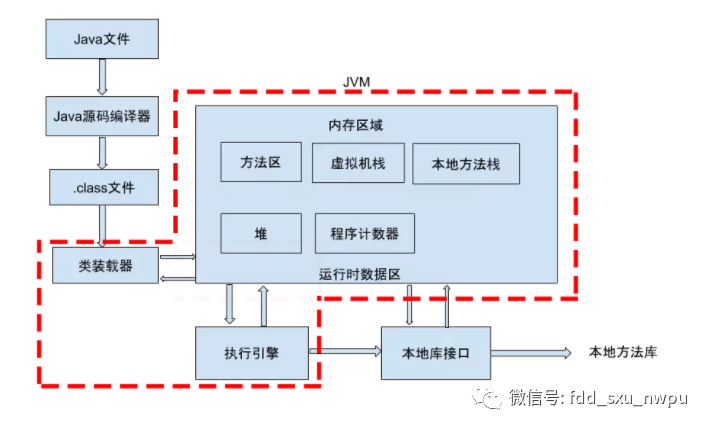 Java文件
JVM
Java源码编译器
内存区域
方法区
虚拟机栈
本地方法栈
.class文件
堆
程序计数器
类装载器
运行时数据区
执行引擎
本地库接口
本地方法库
微信号: fdd_sxu_nwpu